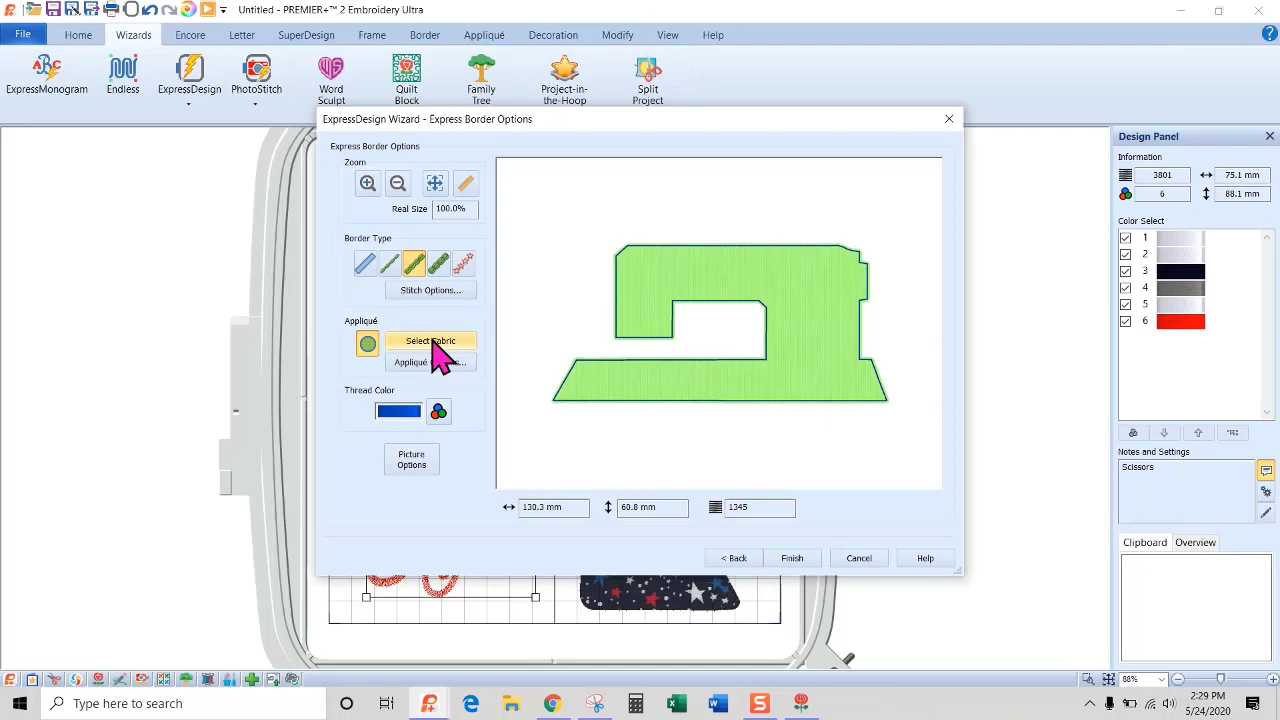 Untitled - PREMIER+™ 2 Embroidery Ultra
File
Home
Wizards
Encore
Letter
SuperDesign
Frame
Border
Appliqué
Decoration
Modify
View
Help
ExpressMonogram
Endless
ExpressDesign
PhotoStitch
Word
Sculpt
Quilt
Block
Family
Tree
Project-in-
the-Hoop
Split
Project
ExpressDesign Wizard - Express Border Options
Express Border Options
Zoom
Real Size 100.0%
Border Type
Stitch Options...
Appliqué
Select Fabric
Appliqué
Thread Color
Picture
Options
130.3 mm
60.8 mm
1345
< Back
Finish
Cancel
Help
Design Panel
Information
3801
75.1 mm
6
88.1 mm
Color Select
1
2
3
4
5
6
Notes and Settings
Scissors
Clipboard
Overview
88%
Type here to search
5:29 PM
5/24/2020